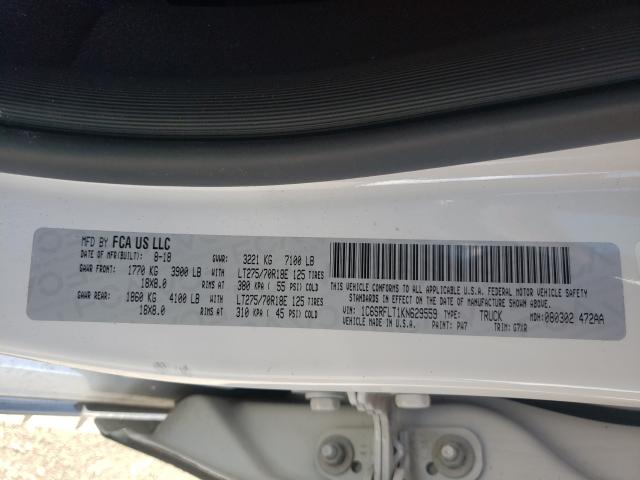 MFD BY FCA US LLC
DATE OF MFR(BUILT): 8-18 GVWR: 3221 KG 7100 LB
GAWR FRONT: 1770 KG 3900 LB WITH LT275/70R18E 125 TIRES
18X8.0 RIMS AT 380 KPA ( 55 PSI) COLD
GAWR REAR: 1860 KG 4100 LB WITH LT275/70R18E 125 TIRES
18X8.0 RIMS AT 310 KPA ( 45 PSI) COLD
THIS VEHICLE CONFORMS TO ALL APPLICABLE U.S.A. FEDERAL MOTOR VEHICLE SAFETY
STANDARDS IN EFFECT ON THE DATE OF MANUFACTURE SHOWN ABOVE.
VIN: 1C6SRFLT1KN629559 TYPE: TRUCK MDH: 080302 472AA
VEHICLE MADE IN U.S.A. PAINT: PW7 TRIM: G7XR